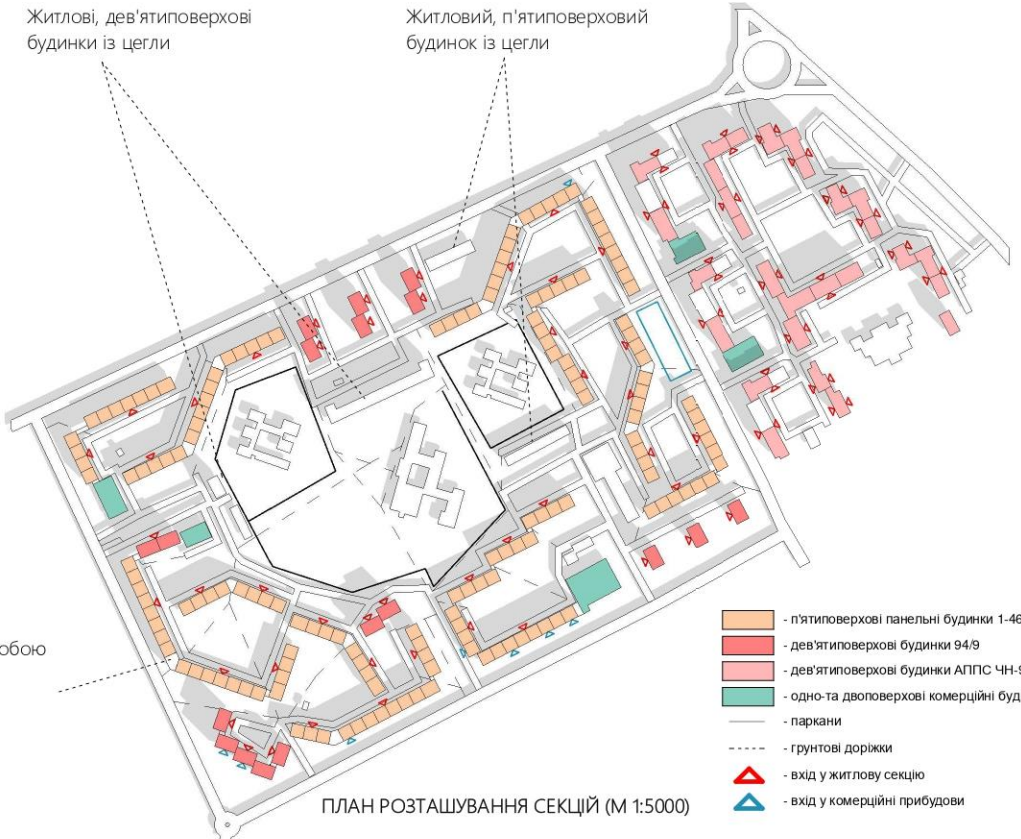 Житлові, дев'ятиповерхові
будинки із цегли
Житловий, п'ятиповерховий
будинок із цегли
обою
- п'ятиповерхові панельні будинки 1-46
- дев'ятиповерхові будинки 94/9
- дев'ятиповерхові будинки АППС ЧН-9
- одно-та двоповерхові комерційні буд
- паркани
- грунтові доріжки
- вхід у житлову секцію
- вхід у комерційні прибудови
ПЛАН РОЗТАШУВАННЯ СЕКЦІЙ (М 1:5000)